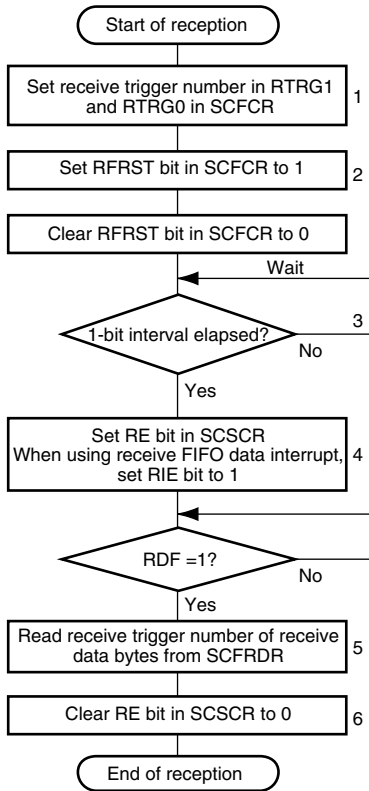 Start of reception
Set receive trigger number in RTRG1
and RTRG0 in SCFCR
1
Set RFRST bit in SCFCR to 1
2
Clear RFRST bit in SCFCR to 0
Wait
1-bit interval elapsed?
3
No
Yes
Set RE bit in SCSCR
When using receive FIFO data interrupt,
set RIE bit to 1
4
RDF =1?
No
Yes
Read receive trigger number of receive
data bytes from SCFRDR
5
Clear RE bit in SCSCR to 0
6
End of reception